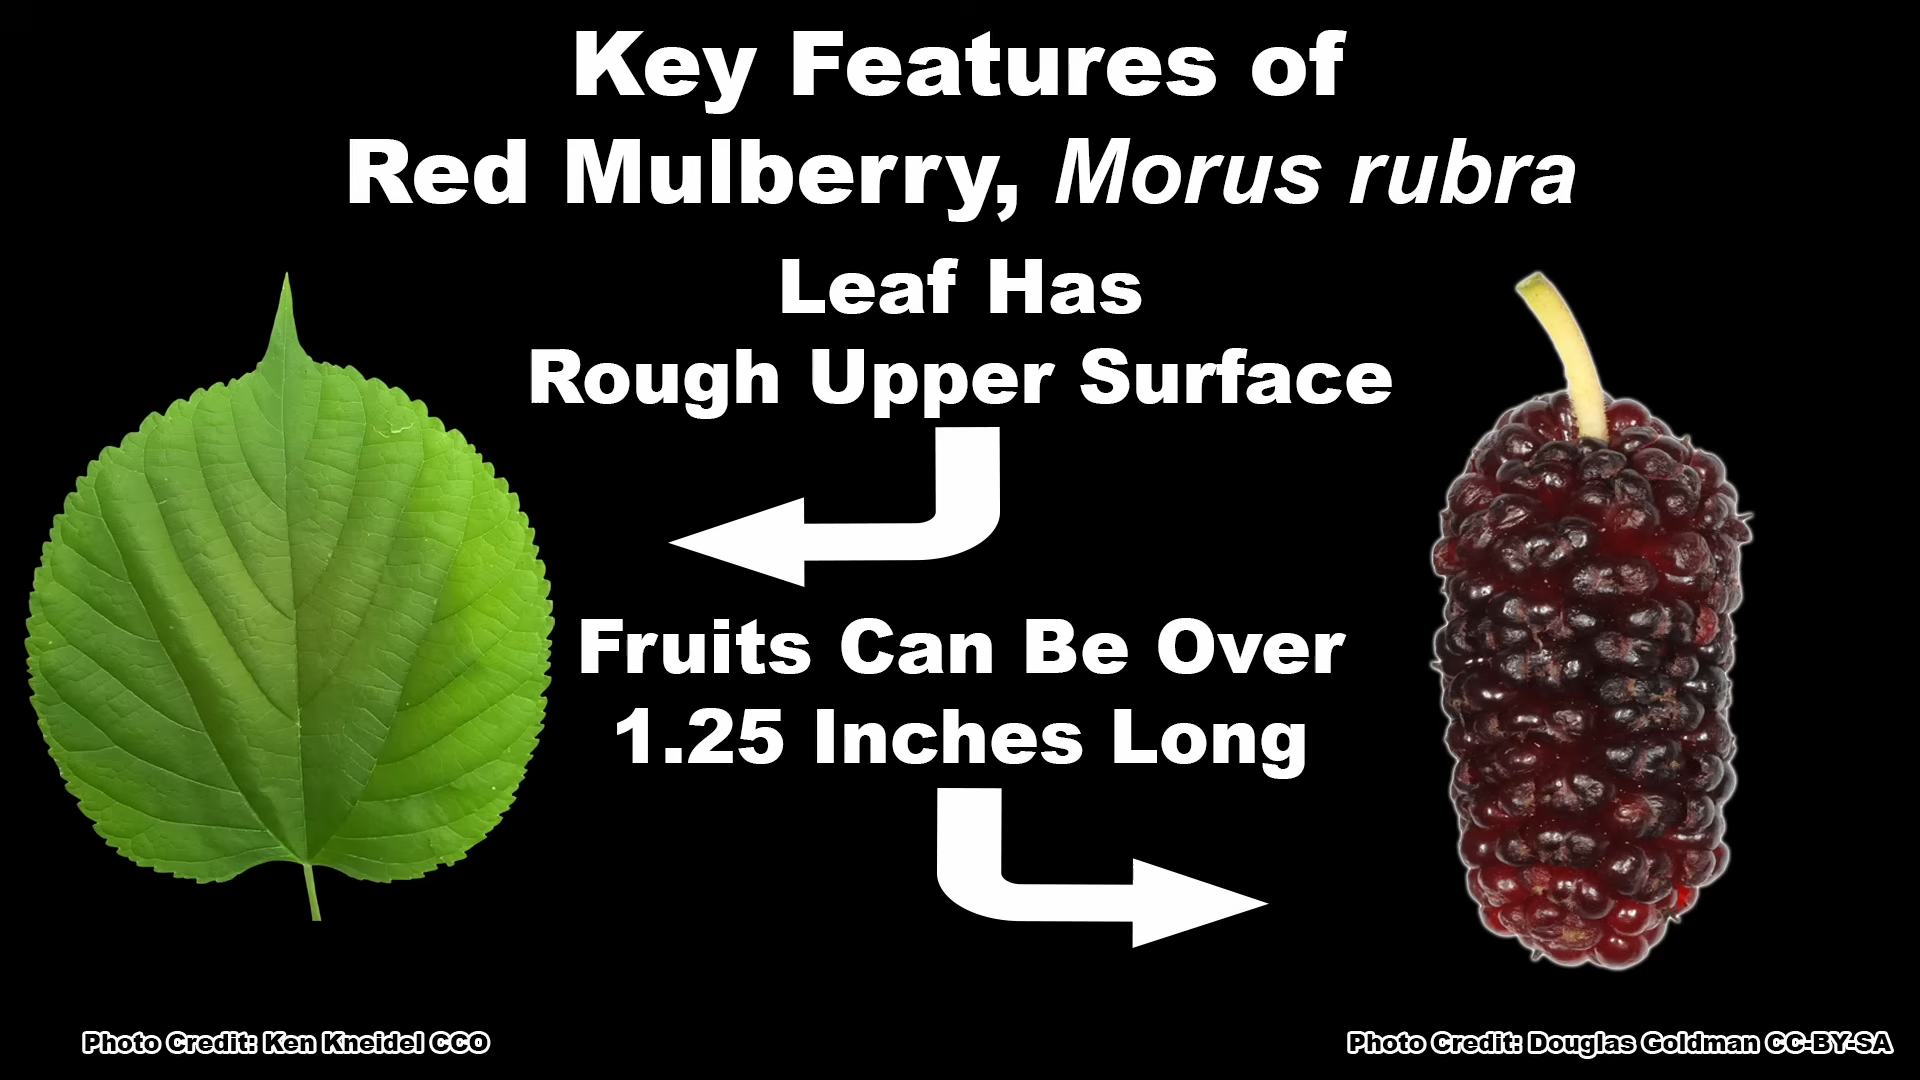 Key Features of
Red Mulberry, Morus rubra
Leaf Has
Rough Upper Surface
Fruits Can Be Over
1.25 Inches Long
Photo Credit: Ken Kneidel CCO
Photo Credit: Douglas Goldman CC-BY-SA